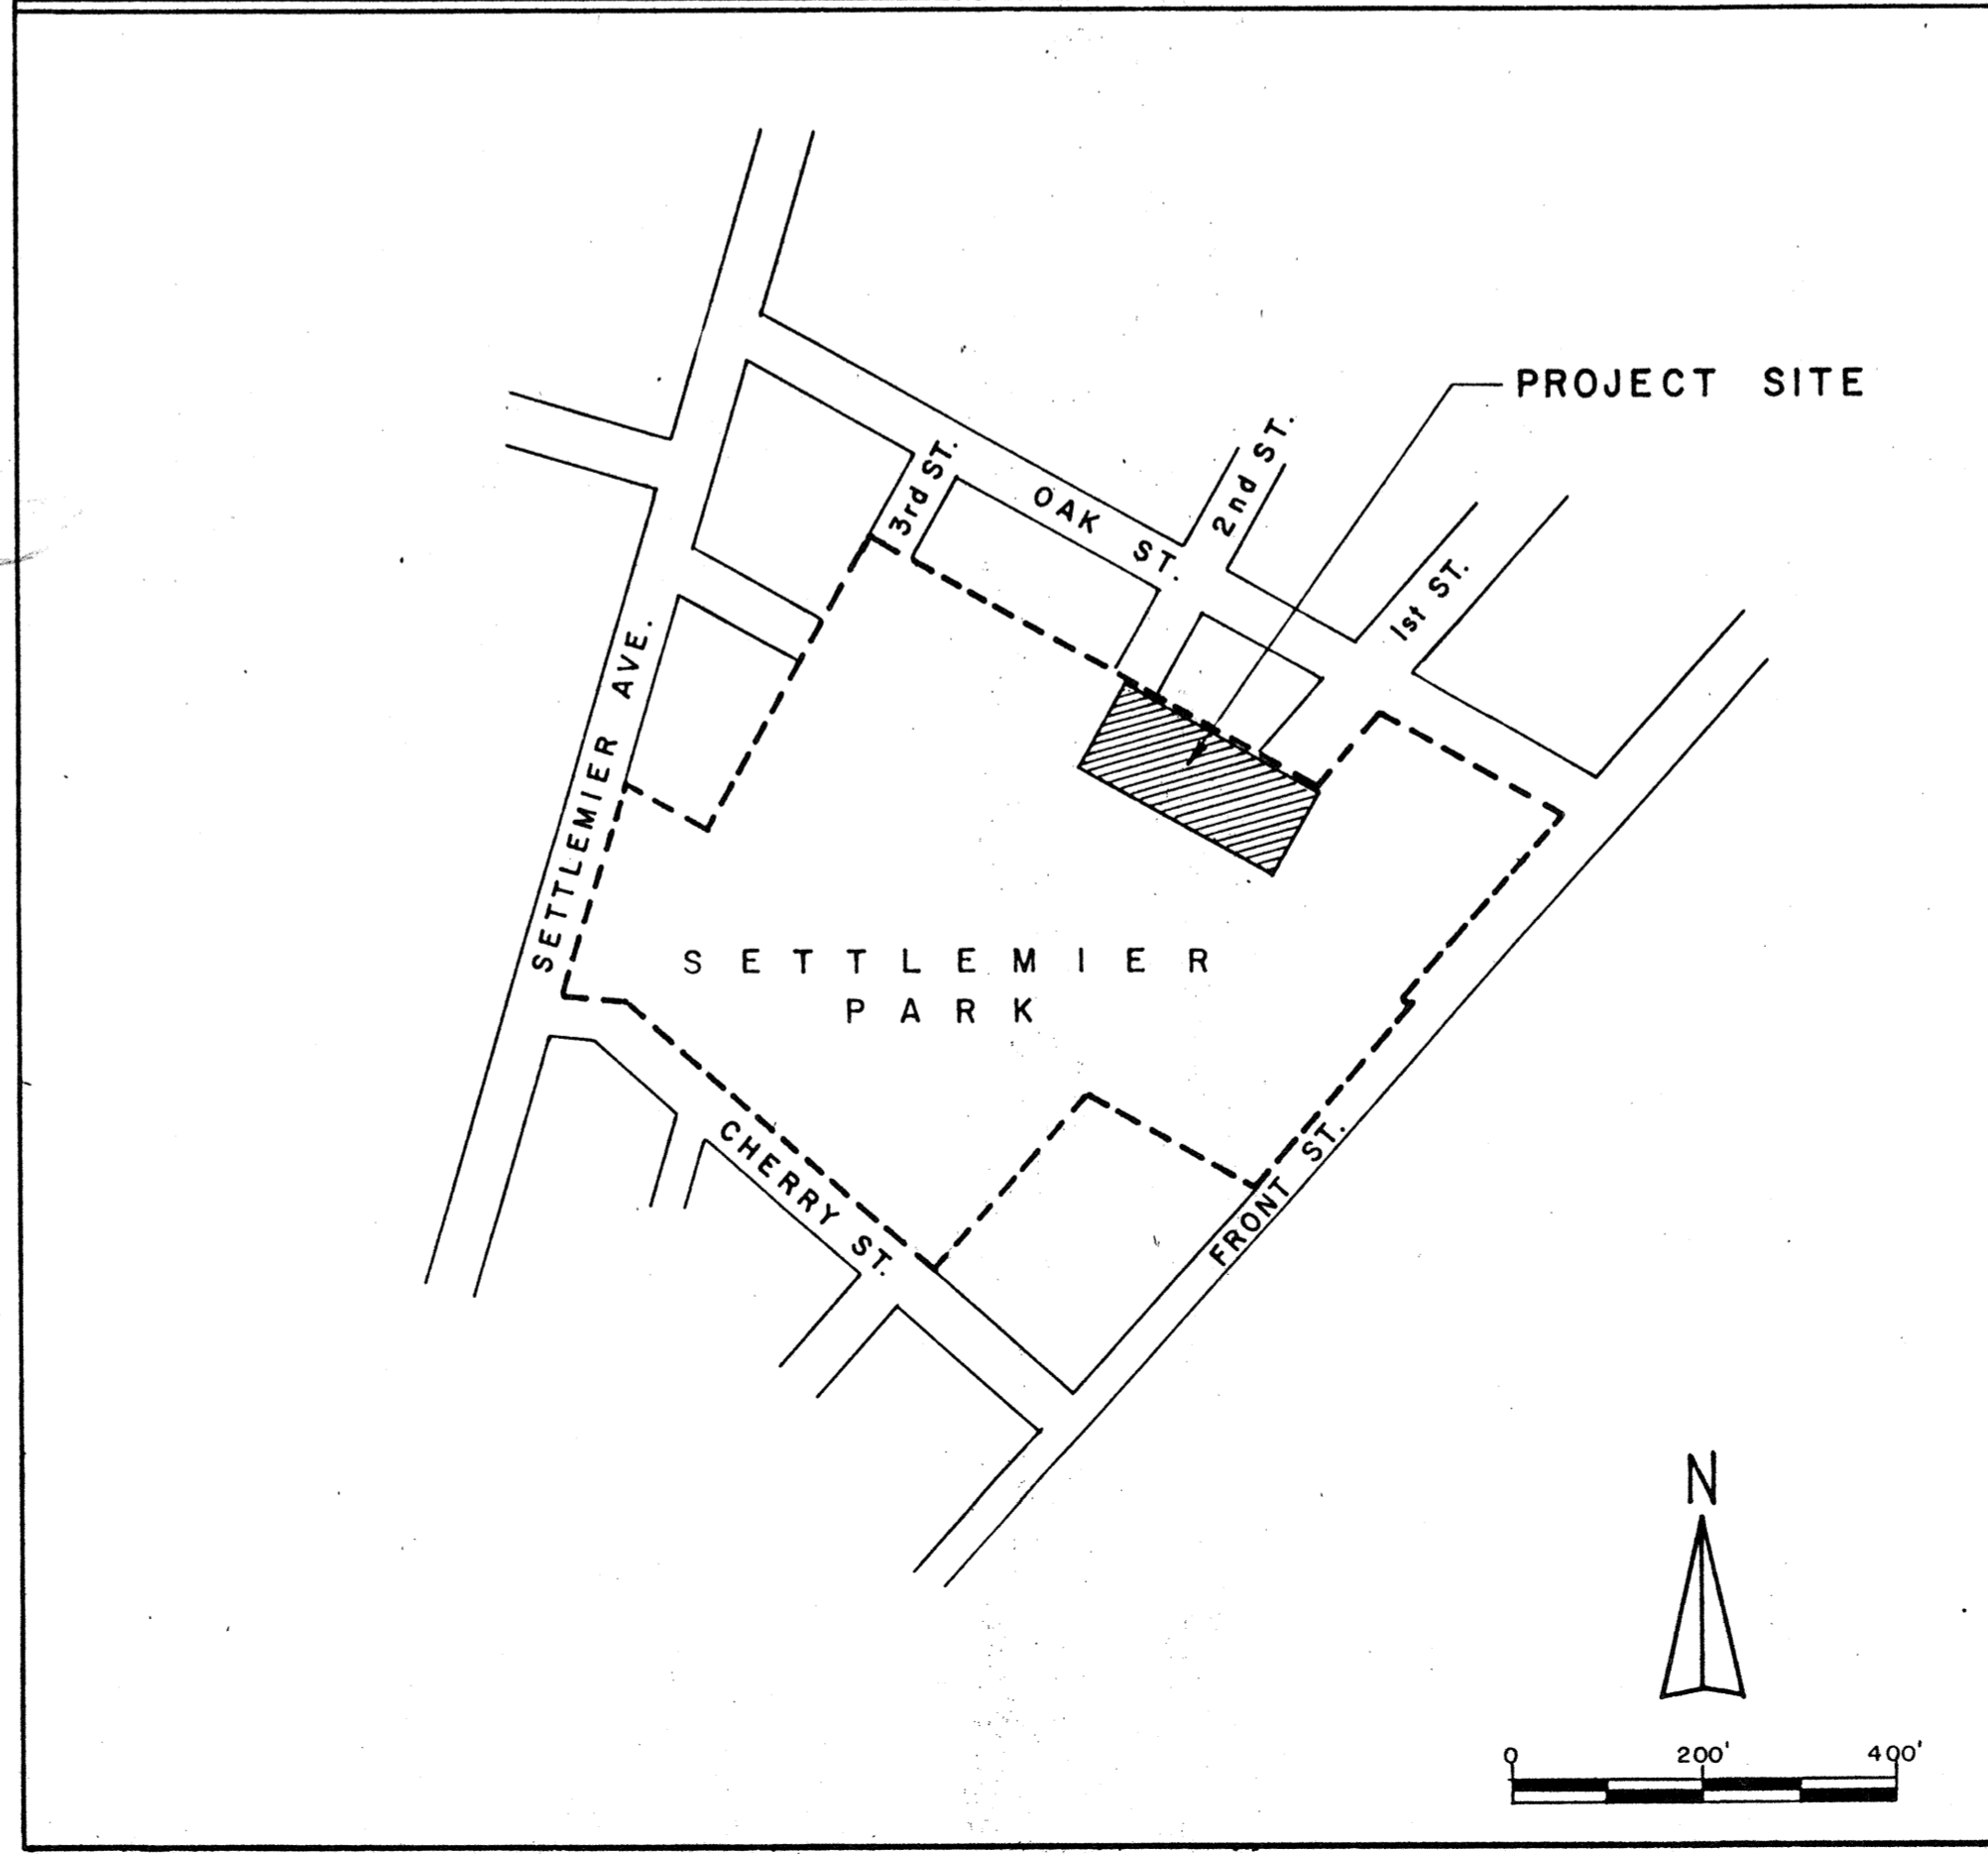 PROJECT SITE
3rd ST.
OAK ST.
2nd ST.
1st ST.
SETTLEMIER AVE.
SETTLEMIER
PARK
CHERRY ST.
FRONT ST.
N
0 200' 400'